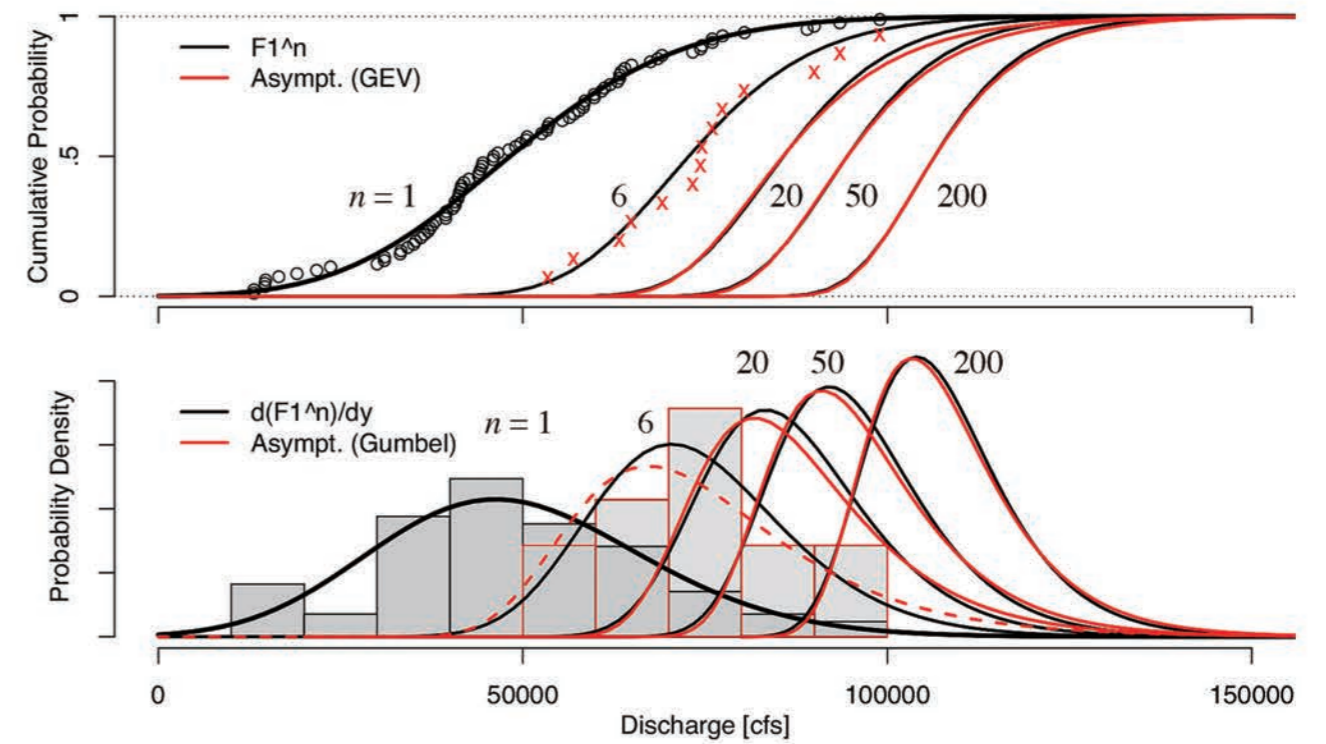 Cumulative Probability
1
.5
0
F1^n
Asympt. (GEV)
n = 1
6
20
50
200
Probability Density
d(F1^n)/dy
Asympt. (Gumbel)
n = 1
6
20
50
200
0
50000
100000
150000
Discharge [cfs]